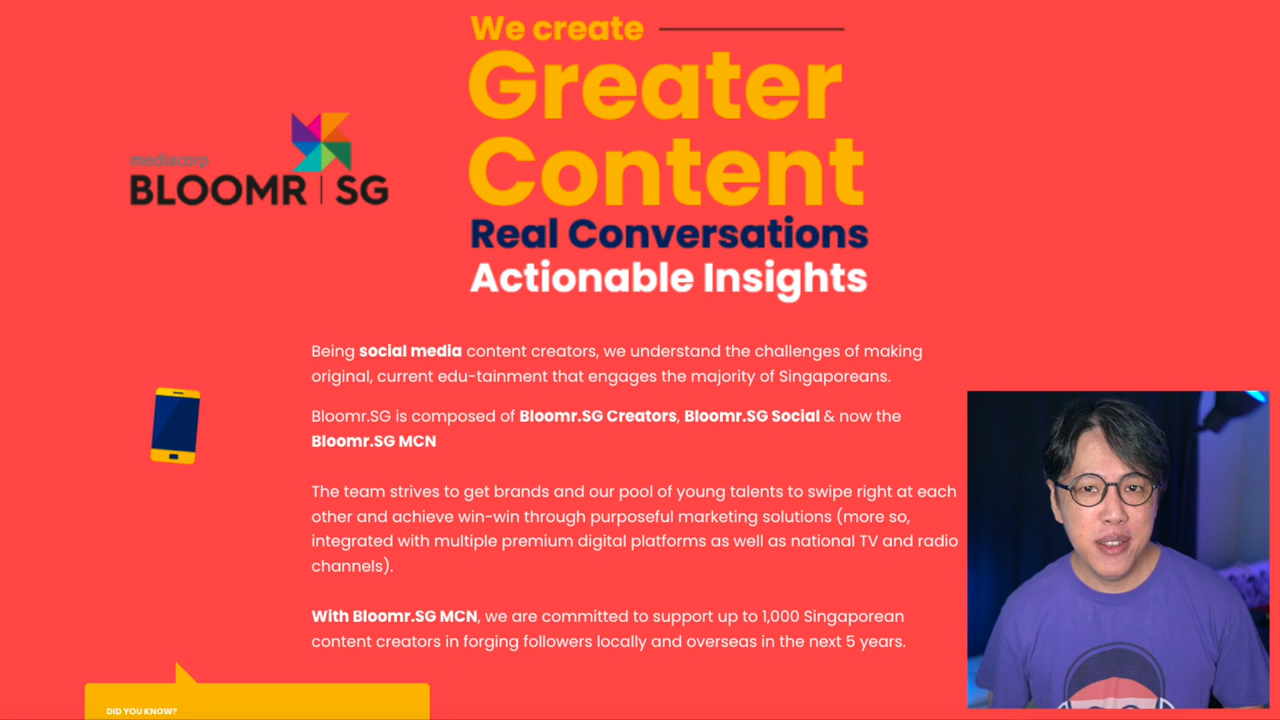 We create
Greater
Content
Real Conversations
Actionable Insights
mediacorp
BLOOMR | SG
Being social media content creators, we understand the challenges of making
original, current edu-tainment that engages the majority of Singaporeans.
Bloomr.SG is composed of Bloomr.SG Creators, Bloomr.SG Social & now the
Bloomr.SG MCN
The team strives to get brands and our pool of young talents to swipe right at each
other and achieve win-win through purposeful marketing solutions (more so,
integrated with multiple premium digital platforms as well as national TV and radio
channels).
With Bloomr.SG MCN, we are committed to support up to 1,000 Singaporean
content creators in forging followers locally and overseas in the next 5 years.
DID YOU KNOW?